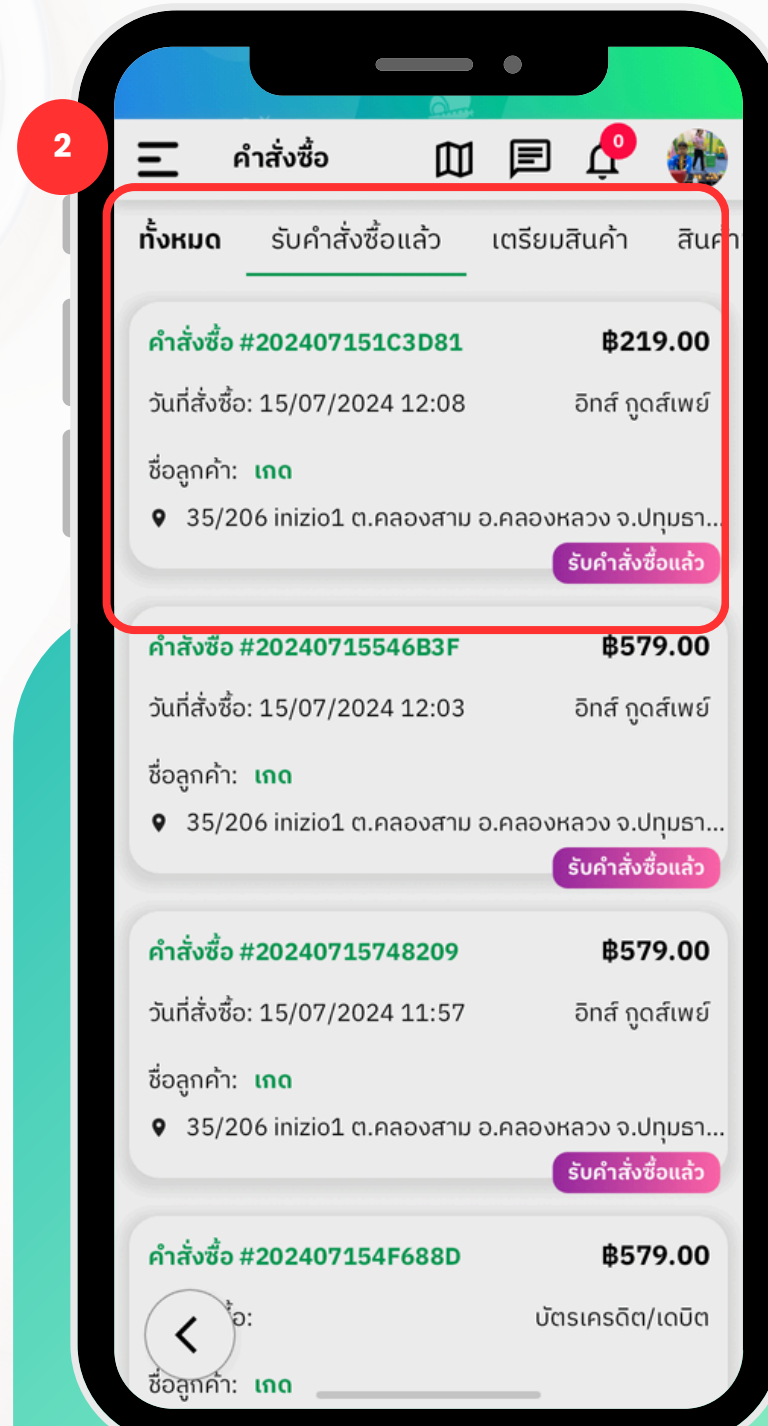 2
คำสั่งซื้อ
0
ทั้งหมด รับคำสั่งซื้อแล้ว เตรียมสินค้า สินค้า
คำสั่งซื้อ #202407151C3D81 ฿219.00
วันที่สั่งซื้อ: 15/07/2024 12:08 อิทส์ กูดส์เพย์
ชื่อลูกค้า: เกด
35/206 inizio1 ต.คลองสาม อ.คลองหลวง จ.ปทุมธา...
รับคำสั่งซื้อแล้ว
คำสั่งซื้อ #20240715546B3F ฿579.00
วันที่สั่งซื้อ: 15/07/2024 12:03 อิทส์ กูดส์เพย์
ชื่อลูกค้า: เกด
35/206 inizio1 ต.คลองสาม อ.คลองหลวง จ.ปทุมธา...
รับคำสั่งซื้อแล้ว
คำสั่งซื้อ #20240715748209 ฿579.00
วันที่สั่งซื้อ: 15/07/2024 11:57 อิทส์ กูดส์เพย์
ชื่อลูกค้า: เกด
35/206 inizio1 ต.คลองสาม อ.คลองหลวง จ.ปทุมธา...
รับคำสั่งซื้อแล้ว
คำสั่งซื้อ #202407154F688D ฿579.00
บัตรเครดิต/เดบิต
ชื่อลูกค้า: เกด